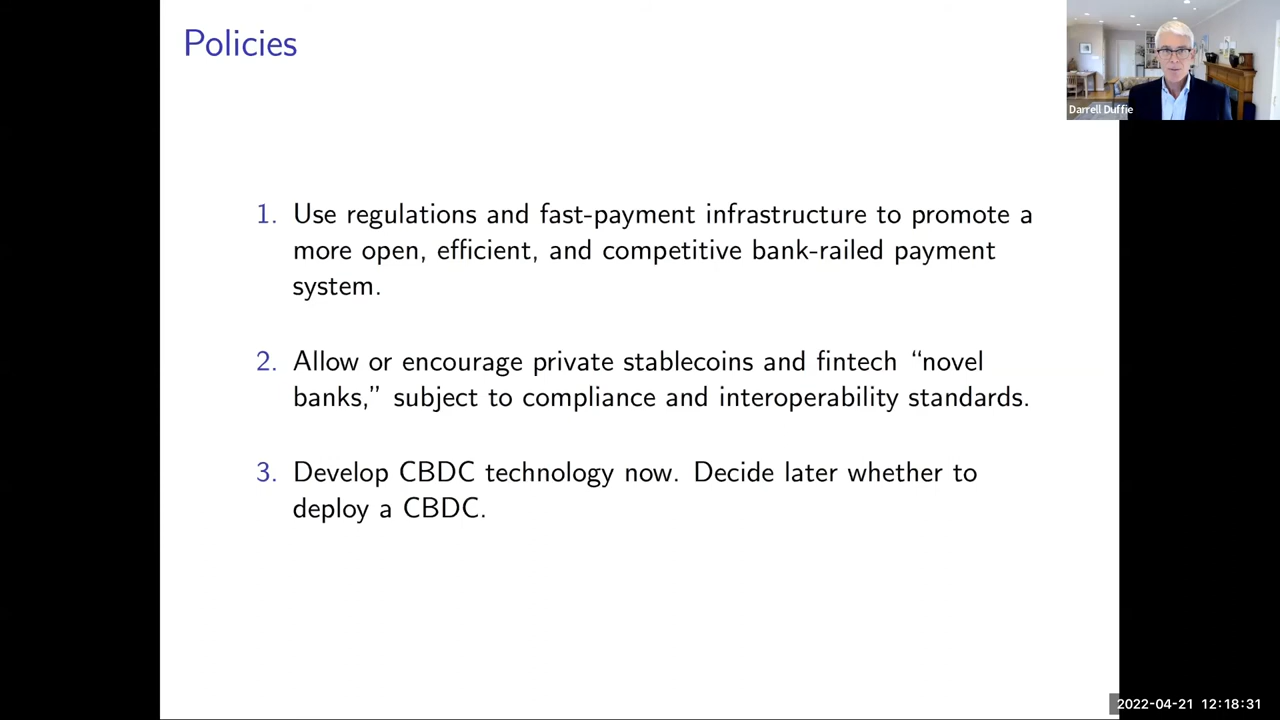 Policies
Darrell Duffie
1. Use regulations and fast-payment infrastructure to promote a
more open, efficient, and competitive bank-railed payment
system.
2. Allow or encourage private stablecoins and fintech “novel
banks,” subject to compliance and interoperability standards.
3. Develop CBDC technology now. Decide later whether to
deploy a CBDC.
2022-04-21 12:18:31